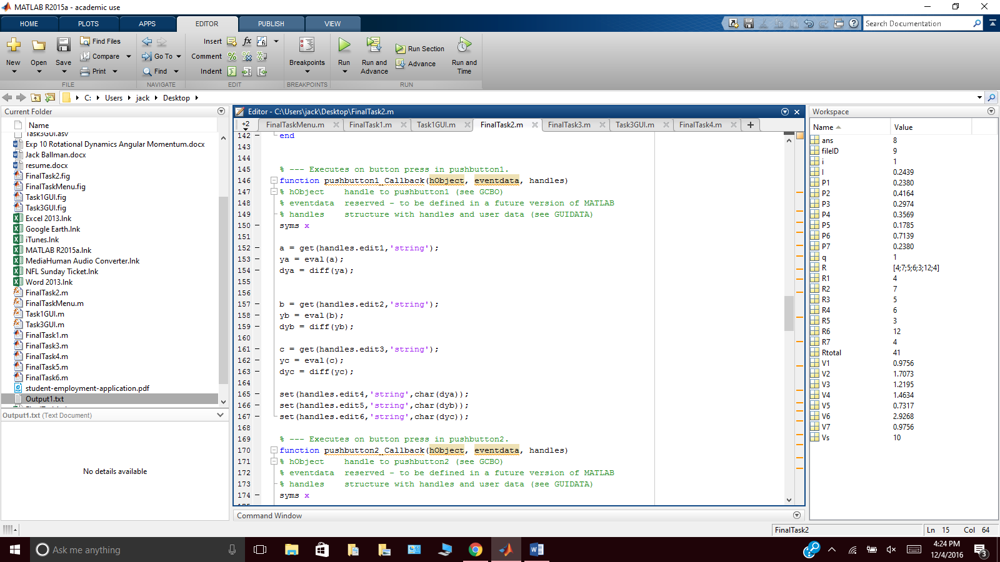 MATLAB R2015a - academic use
HOME PLOTS APPS EDITOR PUBLISH VIEW
Search Documentation
New Open Save
Find Files
Compare
Print
Go To
Find
Insert
Comment
Indent
fx
Breakpoints
Run
Run and Advance
Run Section
Advance
Run and Time
FILE NAVIGATE EDIT BREAKPOINTS RUN
C: Users jack Desktop
Current Folder
Name
Task3GUI.asv
Exp 10 Rotational Dynamics Angular Momentum.docx
Jack Ballman.docx
resume.docx
FinalTask2.fig
FinalTaskMenu.fig
Task1GUI.fig
Task3GUI.fig
Excel 2013.lnk
Google Earth.lnk
iTunes.lnk
MATLAB R2015a.lnk
MediaHuman Audio Converter.lnk
NFL Sunday Ticket.lnk
Word 2013.lnk
FinalTask2.m
FinalTaskMenu.m
Task1GUI.m
Task3GUI.m
FinalTask1.m
FinalTask3.m
FinalTask4.m
FinalTask5.m
FinalTask6.m
student-employment-application.pdf
Output1.txt
Output1.txt (Text Document)
No details available
Editor - C:\Users\jack\Desktop\FinalTask2.m
+2 FinalTaskMenu.m FinalTask1.m Task1GUI.m FinalTask2.m FinalTask3.m Task3GUI.m FinalTask4.m
142 end
143
144
145 % --- Executes on button press in pushbutton1.
146 function pushbutton1_Callback(hObject, eventdata, handles)
147 % hObject    handle to pushbutton1 (see GCBO)
148 % eventdata  reserved - to be defined in a future version of MATLAB
149 % handles    structure with handles and user data (see GUIDATA)
150 syms x
151
152 a = get(handles.edit1,'string');
153 ya = eval(a);
154 dya = diff(ya);
155
156
157 b = get(handles.edit2,'string');
158 yb = eval(b);
159 dyb = diff(yb);
160
161 c = get(handles.edit3,'string');
162 yc = eval(c);
163 dyc = diff(yc);
164
165 set(handles.edit4,'string',char(dya));
166 set(handles.edit5,'string',char(dyb));
167 set(handles.edit6,'string',char(dyc));
168
169 % --- Executes on button press in pushbutton2.
170 function pushbutton2_Callback(hObject, eventdata, handles)
171 % hObject    handle to pushbutton2 (see GCBO)
172 % eventdata  reserved - to be defined in a future version of MATLAB
173 % handles    structure with handles and user data (see GUIDATA)
174 syms x
Command Window
Workspace
Name Value
ans 8
fileID 9
i 1
I 0.2439
P1 0.2380
P2 0.4164
P3 0.2974
P4 0.3569
P5 0.1785
P6 0.7139
P7 0.2380
q 1
R [4;7;5;6;3;12;4]
R1 4
R2 7
R3 5
R4 6
R5 3
R6 12
R7 4
Rtotal 41
V1 0.9756
V2 1.7073
V3 1.2195
V4 1.4634
V5 0.7317
V6 2.9268
V7 0.9756
Vs 10
FinalTask2 Ln 15 Col 64
Ask me anything
4:24 PM
12/4/2016
3